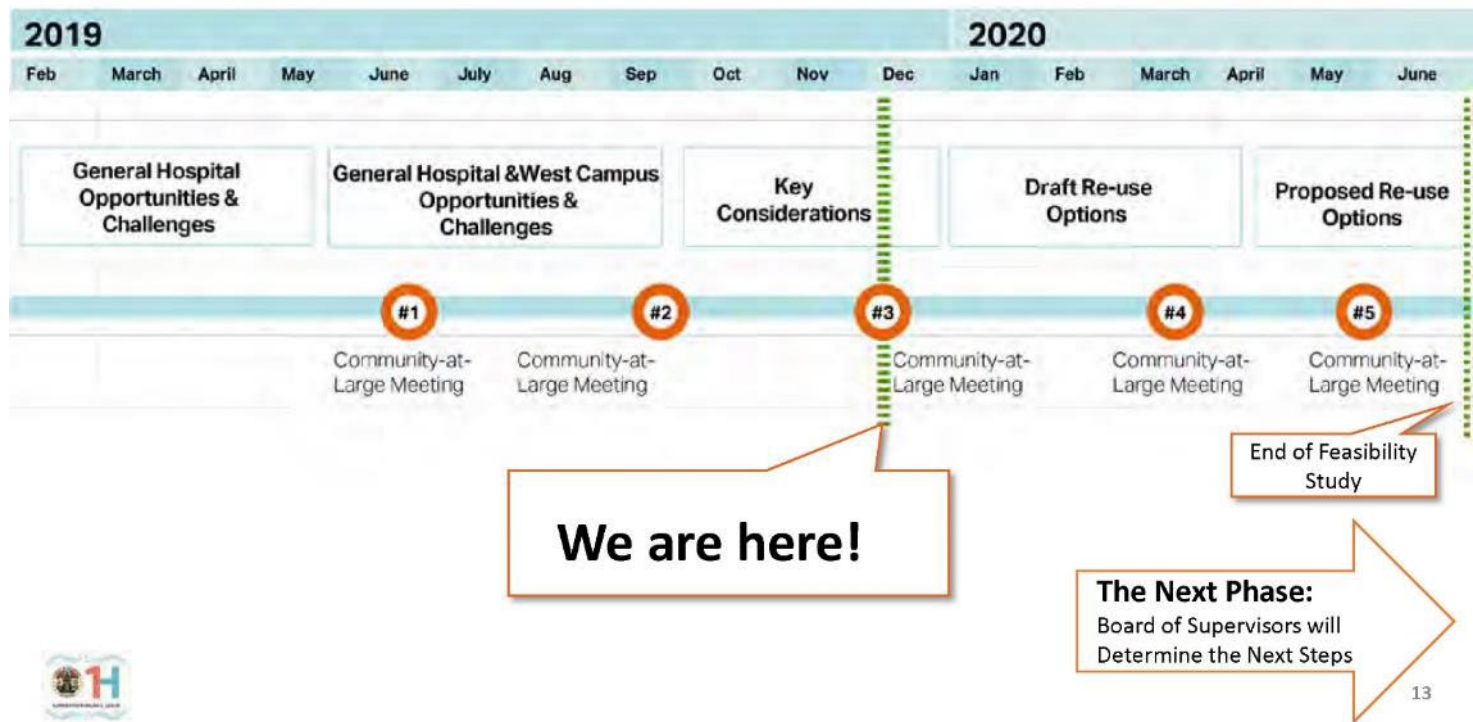 2019
2020
Feb March April May June July Aug Sep Oct Nov Dec Jan Feb March April May June
General Hospital
Opportunities &
Challenges
General Hospital &West Campus
Opportunities &
Challenges
Key
Considerations
Draft Re-use
Options
Proposed Re-use
Options
#1
#2
#3
#4
#5
Community-at-
Large Meeting
Community-at-
Large Meeting
Community-at-
Large Meeting
Community-at-
Large Meeting
Community-at-
Large Meeting
We are here!
End of Feasibility
Study
The Next Phase:
Board of Supervisors will
Determine the Next Steps
1H
13